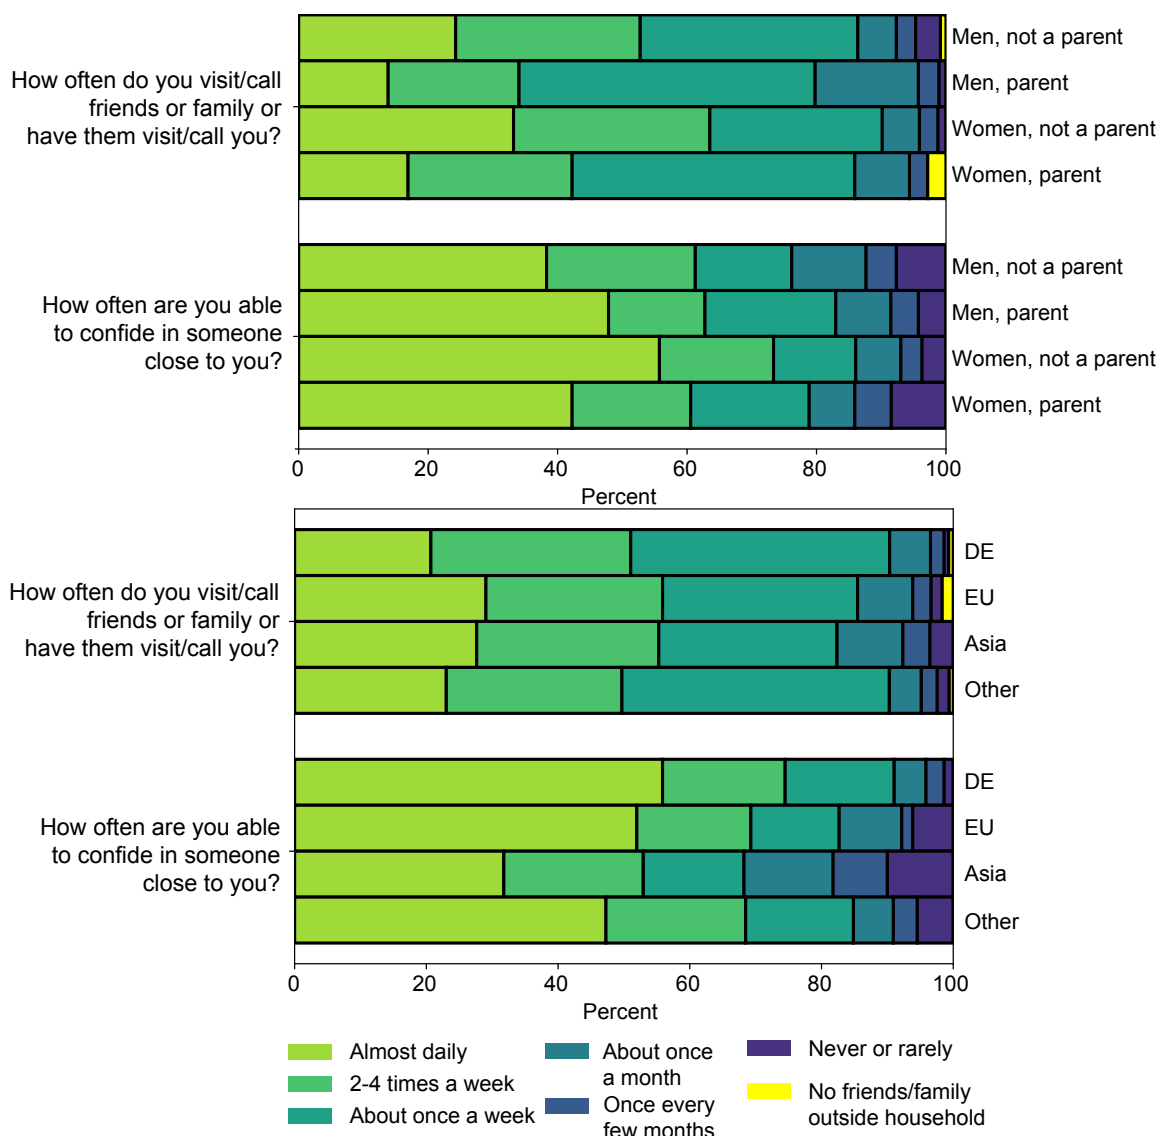 How often do you visit/call
friends or family or
have them visit/call you?
Men, not a parent
Men, parent
Women, not a parent
Women, parent
How often are you able
to confide in someone
close to you?
Men, not a parent
Men, parent
Women, not a parent
Women, parent
0 20 40 60 80 100
Percent
How often do you visit/call
friends or family or
have them visit/call you?
DE
EU
Asia
Other
How often are you able
to confide in someone
close to you?
DE
EU
Asia
Other
0 20 40 60 80 100
Percent
Almost daily
2-4 times a week
About once a week
About once
a month
Once every
few months
Never or rarely
No friends/family
outside household